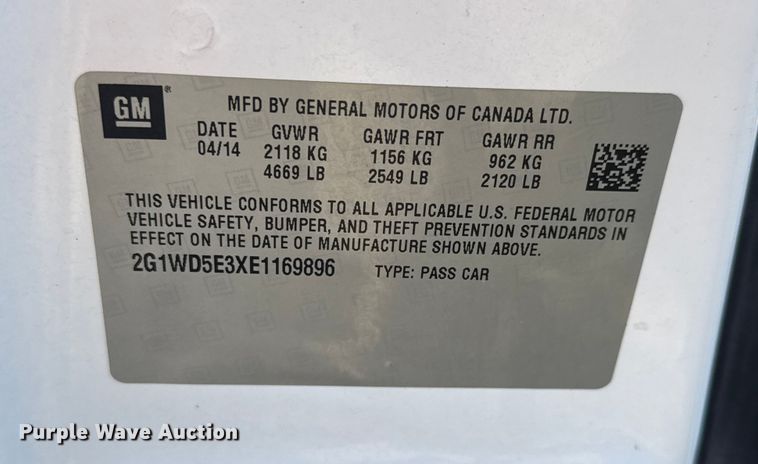 GM®
MFD BY GENERAL MOTORS OF CANADA LTD.
DATE GVWR GAWR FRT GAWR RR
04/14 2118 KG 1156 KG 962 KG
4669 LB 2549 LB 2120 LB
THIS VEHICLE CONFORMS TO ALL APPLICABLE U.S. FEDERAL MOTOR
VEHICLE SAFETY, BUMPER, AND THEFT PREVENTION STANDARDS IN
EFFECT ON THE DATE OF MANUFACTURE SHOWN ABOVE.
2G1WD5E3XE1169896 TYPE: PASS CAR
Purple Wave Auction